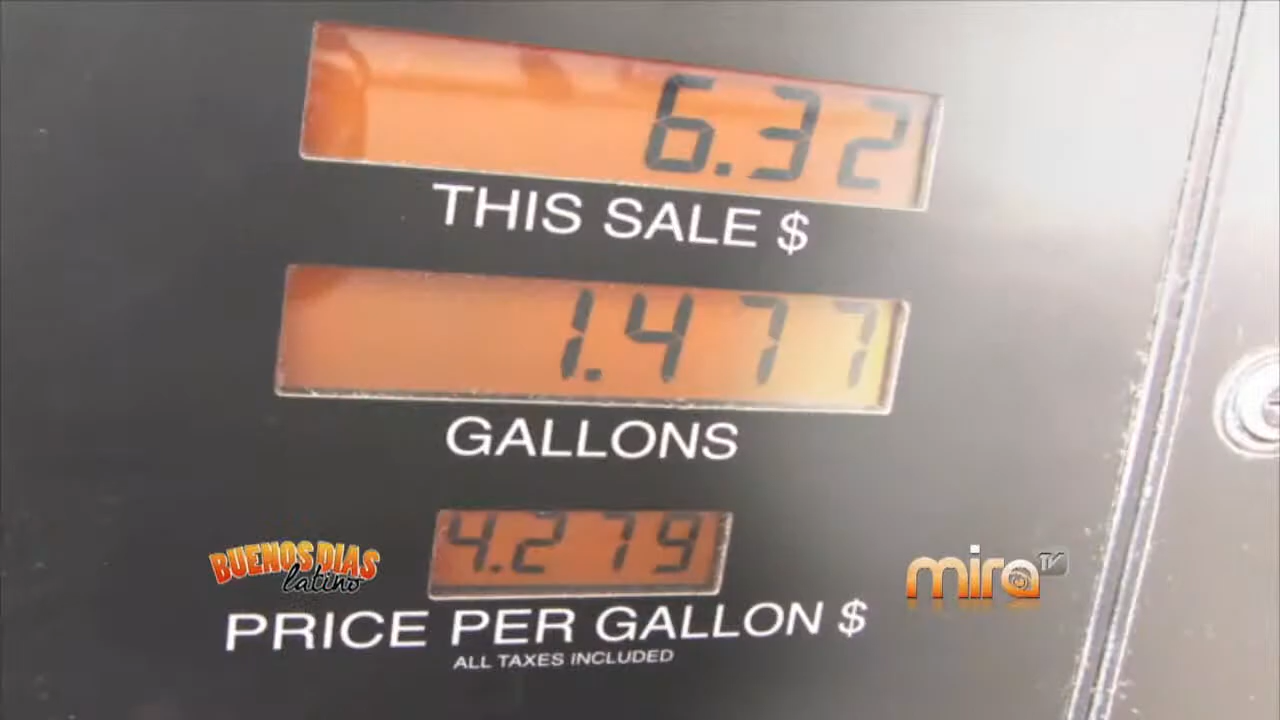 6.32
THIS SALE $
1.477
GALLONS
4.279
BUENOS DIAS
latino
mira TV
PRICE PER GALLON $
ALL TAXES INCLUDED